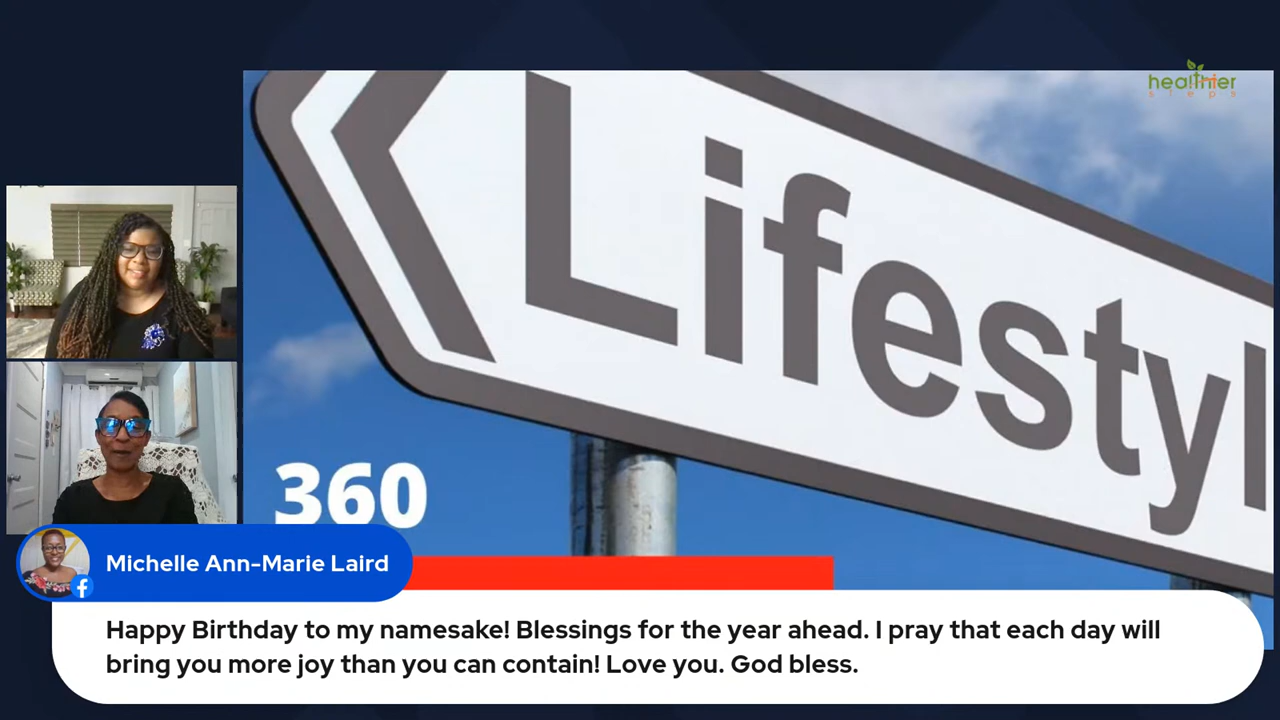 healthier
steps
Lifestyl
360
Michelle Ann-Marie Laird
Happy Birthday to my namesake! Blessings for the year ahead. I pray that each day will
bring you more joy than you can contain! Love you. God bless.